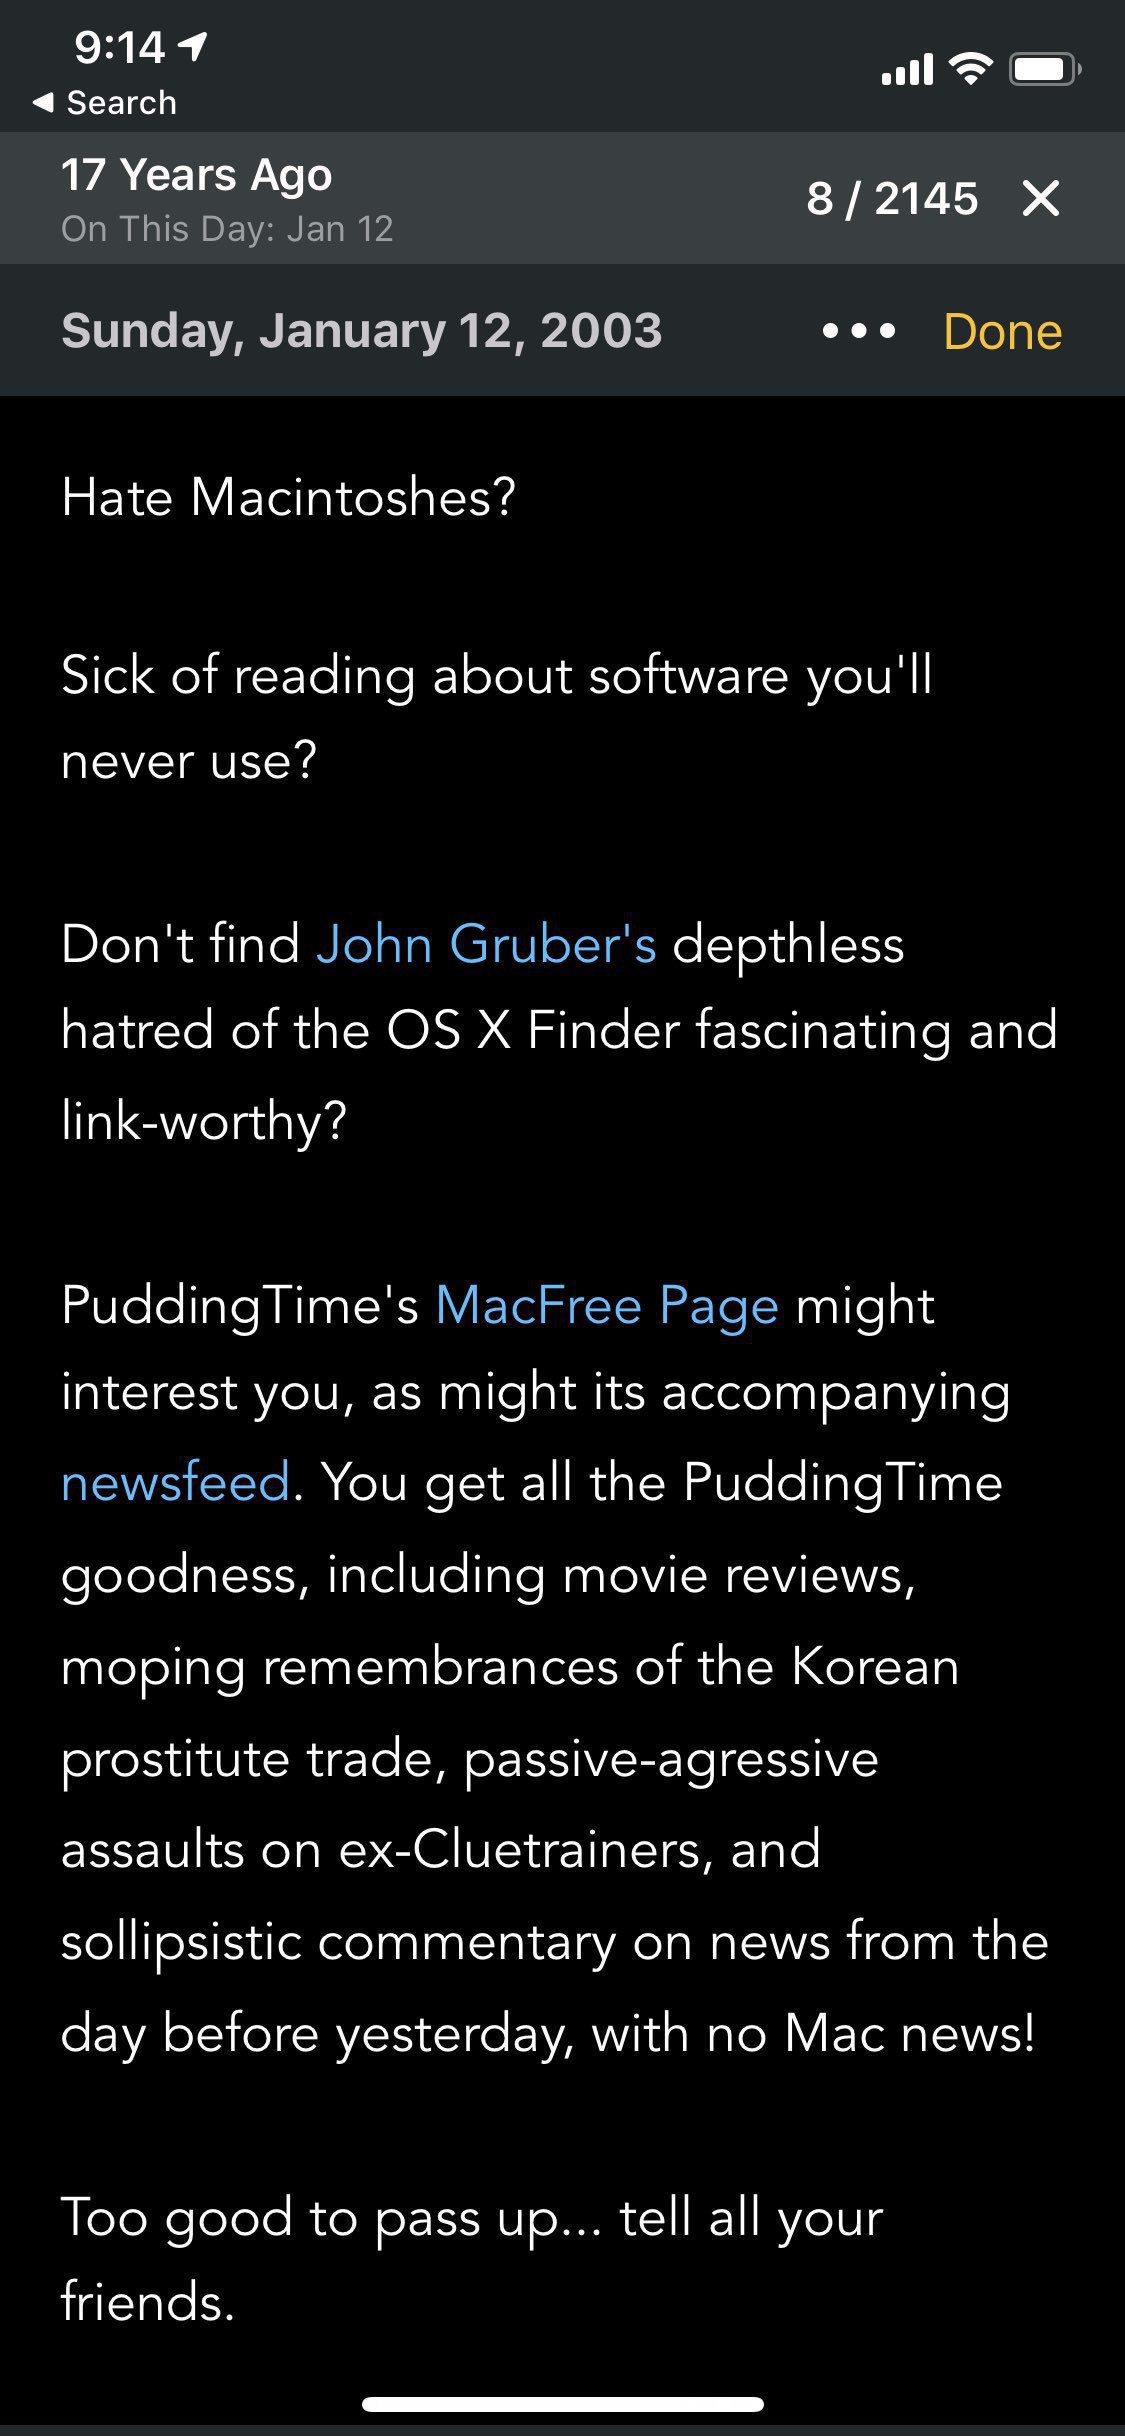 9:14
Search
17 Years Ago
On This Day: Jan 12
8 / 2145
Sunday, January 12, 2003
Done
Hate Macintoshes?
Sick of reading about software you'll
never use?
Don't find John Gruber's depthless
hatred of the OS X Finder fascinating and
link-worthy?
PuddingTime's MacFree Page might
interest you, as might its accompanying
newsfeed. You get all the PuddingTime
goodness, including movie reviews,
moping remembrances of the Korean
prostitute trade, passive-agressive
assaults on ex-Cluetrainers, and
sollipsistic commentary on news from the
day before yesterday, with no Mac news!
Too good to pass up... tell all your
friends.